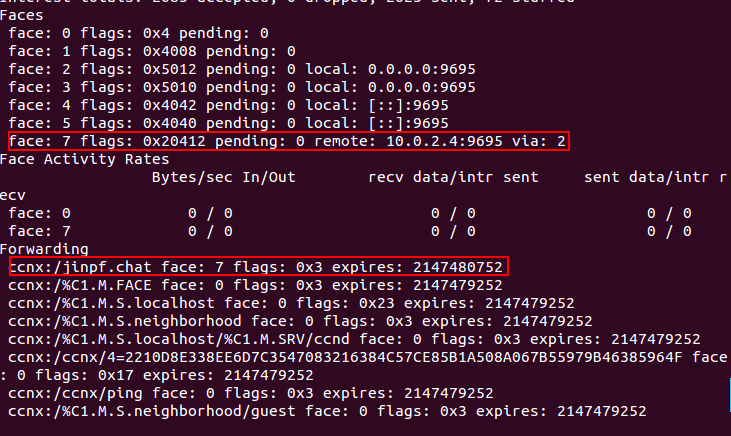 Interest totals: 2085 accepted, 0 dropped, 2025 sent, 72 stuffed
Faces
face: 0 flags: 0x4 pending: 0
face: 1 flags: 0x4008 pending: 0
face: 2 flags: 0x5012 pending: 0 local: 0.0.0.0:9695
face: 3 flags: 0x5010 pending: 0 local: 0.0.0.0:9695
face: 4 flags: 0x4042 pending: 0 local: [::]:9695
face: 5 flags: 0x4040 pending: 0 local: [::]:9695
face: 7 flags: 0x20412 pending: 0 remote: 10.0.2.4:9695 via: 2
Face Activity Rates
Bytes/sec In/Out recv data/intr sent sent data/intr r
ecv
face: 0 0 / 0 0 / 0 0 / 0
face: 7 0 / 0 0 / 0 0 / 0
Forwarding
ccnx:/jinpf.chat face: 7 flags: 0x3 expires: 2147480752
ccnx:/%C1.M.FACE face: 0 flags: 0x3 expires: 2147479252
ccnx:/%C1.M.S.localhost face: 0 flags: 0x23 expires: 2147479252
ccnx:/%C1.M.S.neighborhood face: 0 flags: 0x3 expires: 2147479252
ccnx:/%C1.M.S.localhost/%C1.M.SRV/ccnd face: 0 flags: 0x3 expires: 2147479252
ccnx:/ccnx/4=2210D8E338EE6D7C3547083216384C57CE85B1A508A067B55979B46385964F face
: 0 flags: 0x17 expires: 2147479252
ccnx:/ccnx/ping face: 0 flags: 0x3 expires: 2147479252
ccnx:/%C1.M.S.neighborhood/guest face: 0 flags: 0x3 expires: 2147479252